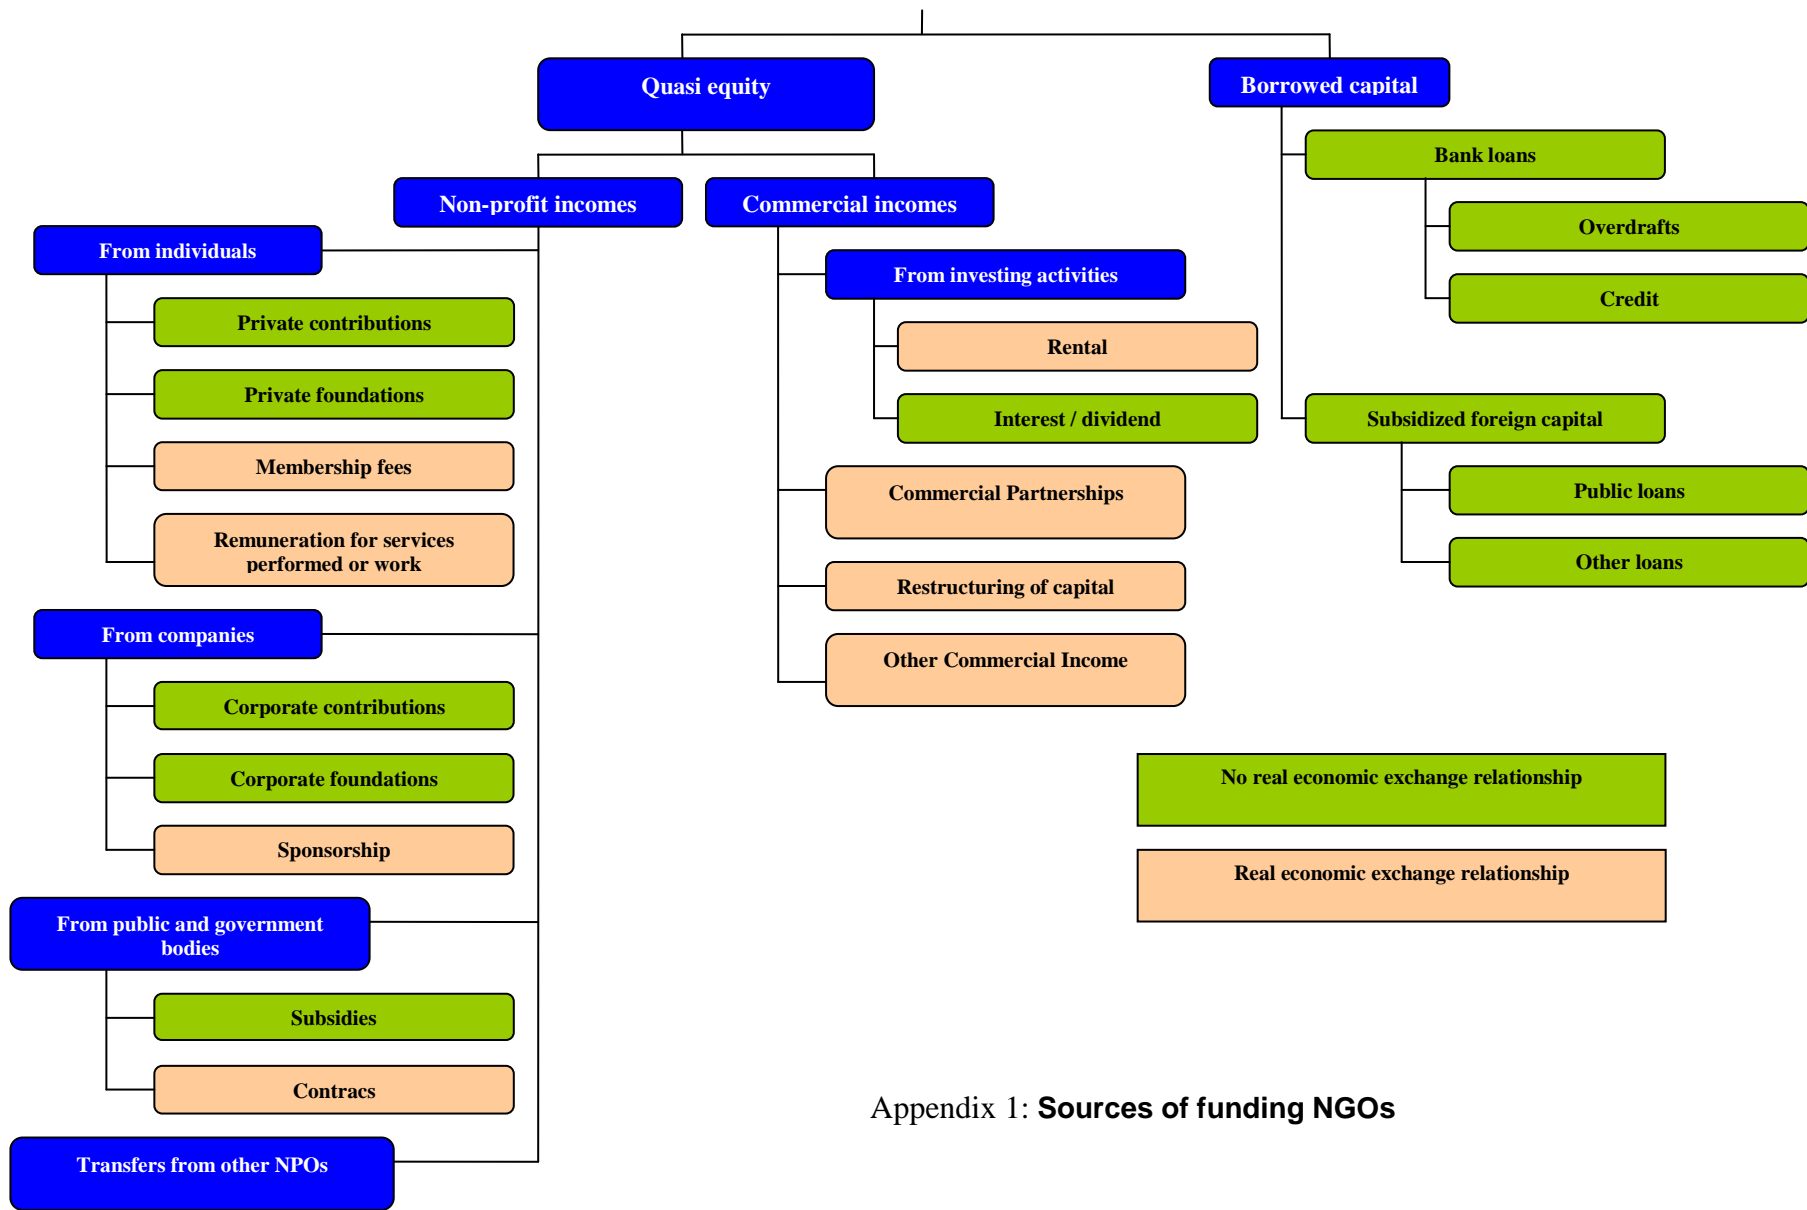 Quasi equity
Borrowed capital
Non-profit incomes
Commercial incomes
From individuals
Private contributions
Private foundations
Membership fees
Remuneration for services
performed or work
From companies
Corporate contributions
Corporate foundations
Sponsorship
From public and government
bodies
Subsidies
Contracs
Transfers from other NPOs
From investing activities
Rental
Interest / dividend
Commercial Partnerships
Restructuring of capital
Other Commercial Income
Bank loans
Overdrafts
Credit
Subsidized foreign capital
Public loans
Other loans
No real economic exchange relationship
Real economic exchange relationship
Appendix 1: Sources of funding NGOs